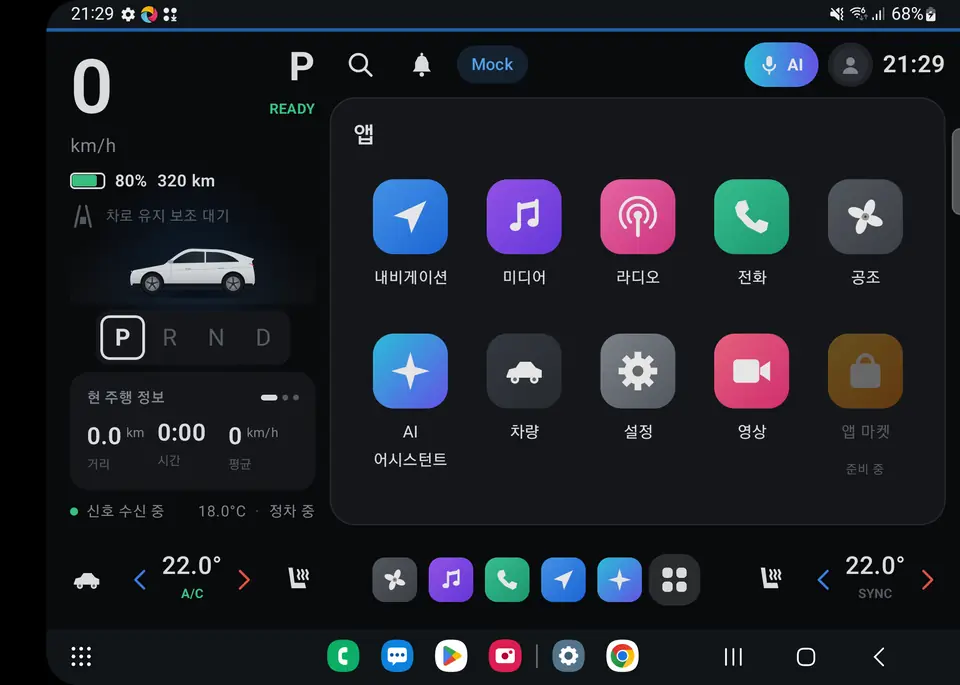 21:29
68%
0
P
READY
km/h
80% 320 km
차로 유지 보조 대기
P R N D
현 주행 정보
0.0 km 0:00 0 km/h
거리 시간 평균
신호 수신 중 18.0°C · 정차 중
Mock
AI
21:29
앱
내비게이션 미디어 라디오 전화 공조
AI
어시스턴트
차량 설정 영상 앱 마켓
준비 중
22.0°
A/C
22.0°
SYNC